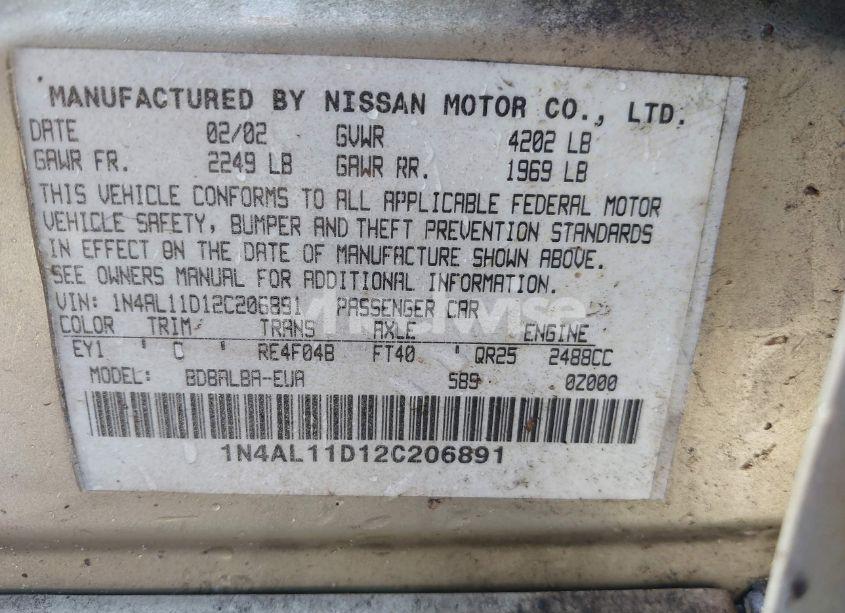 MANUFACTURED BY NISSAN MOTOR CO., LTD.
DATE 02/02 GVWR 4202 LB
GAWR FR. 2249 LB GAWR RR. 1969 LB
THIS VEHICLE CONFORMS TO ALL APPLICABLE FEDERAL MOTOR
VEHICLE SAFETY, BUMPER AND THEFT PREVENTION STANDARDS
IN EFFECT ON THE DATE OF MANUFACTURE SHOWN ABOVE.
SEE OWNERS MANUAL FOR ADDITIONAL INFORMATION.
VIN: 1N4AL11D12C206891 PASSENGER CAR
COLOR TRIM TRANS AXLE ENGINE
EY1 ' C ' RE4F04B FT40 ' QR25 2488CC
MODEL: BDBALBA-EUA 5B9 0Z000
1N4AL11D12C206891